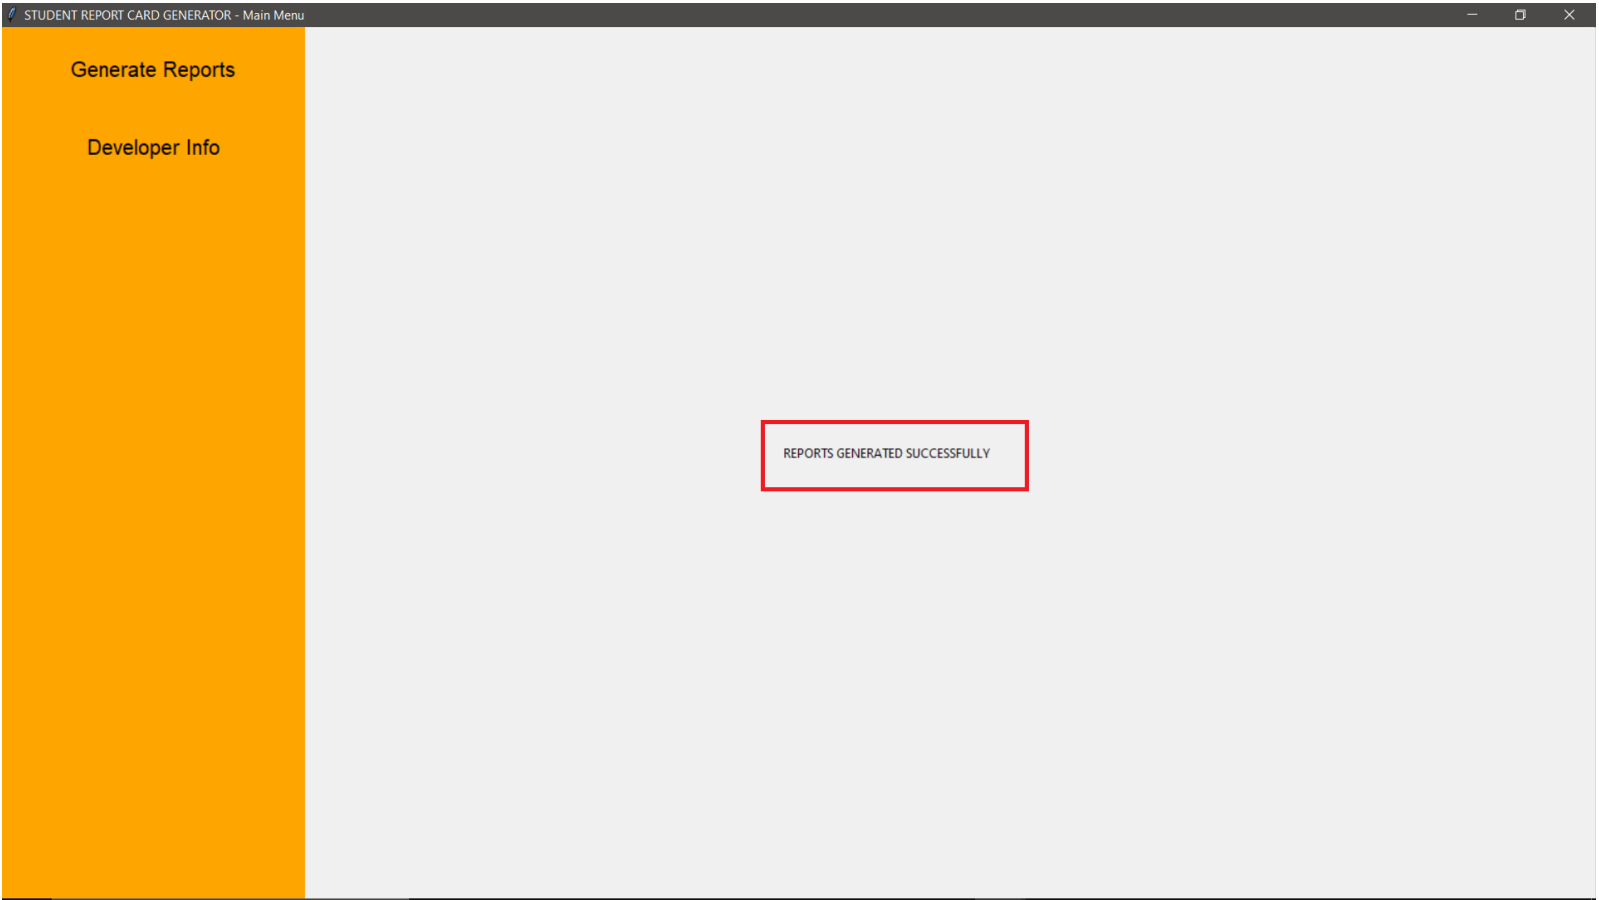 STUDENT REPORT CARD GENERATOR - Main Menu
Generate Reports
Developer Info
REPORTS GENERATED SUCCESSFULLY